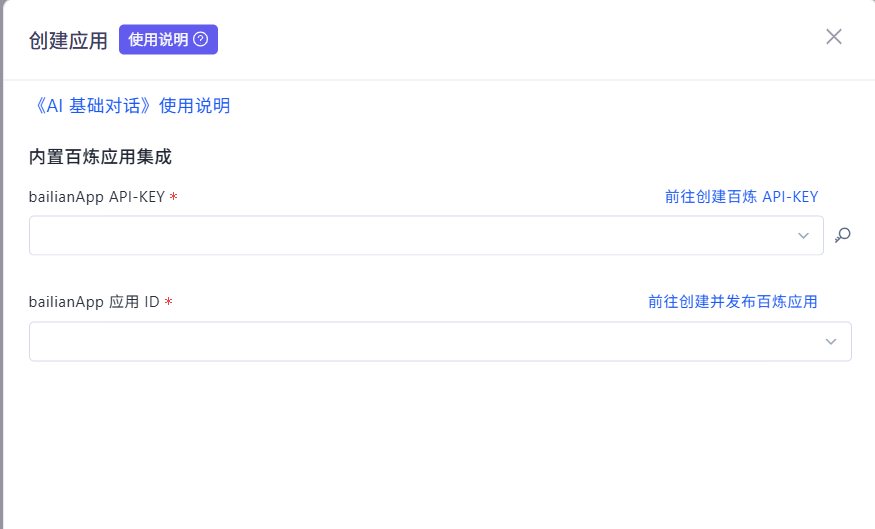 创建应用 使用说明
《AI 基础对话》使用说明
内置百炼应用集成
bailianApp API-KEY * 前往创建百炼 API-KEY
bailianApp 应用 ID * 前往创建并发布百炼应用